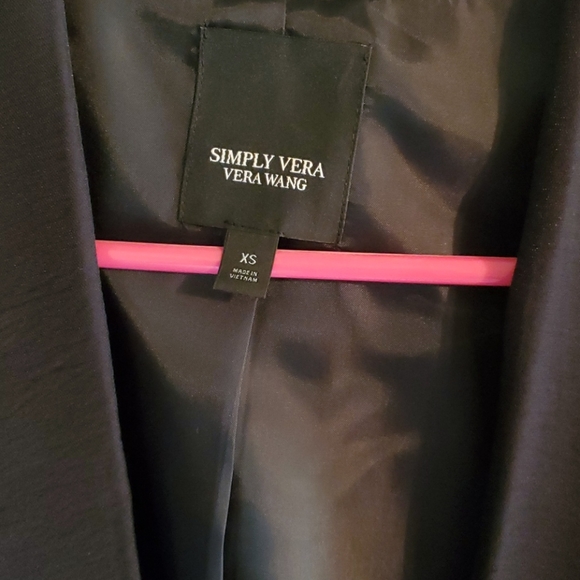 SIMPLY VERA
VERA WANG
XS
MADE IN
VIETNAM